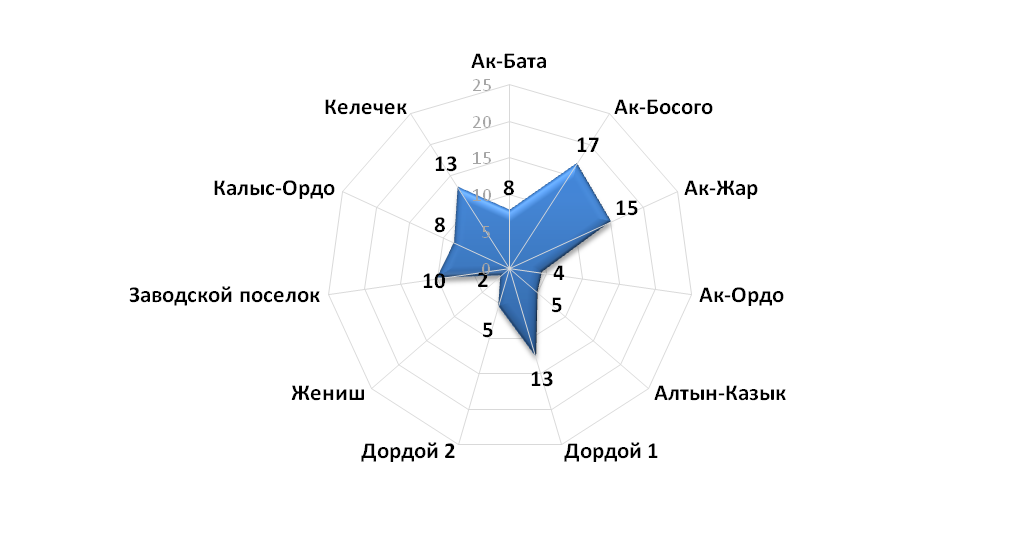 Ак-Бата
25
Келечек
Ак-Босого
20
17
15
13
Калыс-Ордо
10
8
Ак-Жар
15
8
5
0
4
2
10
Заводской поселок
Ак-Ордо
5
5
13
Жениш
Алтын-Казык
Дордой 2
Дордой 1